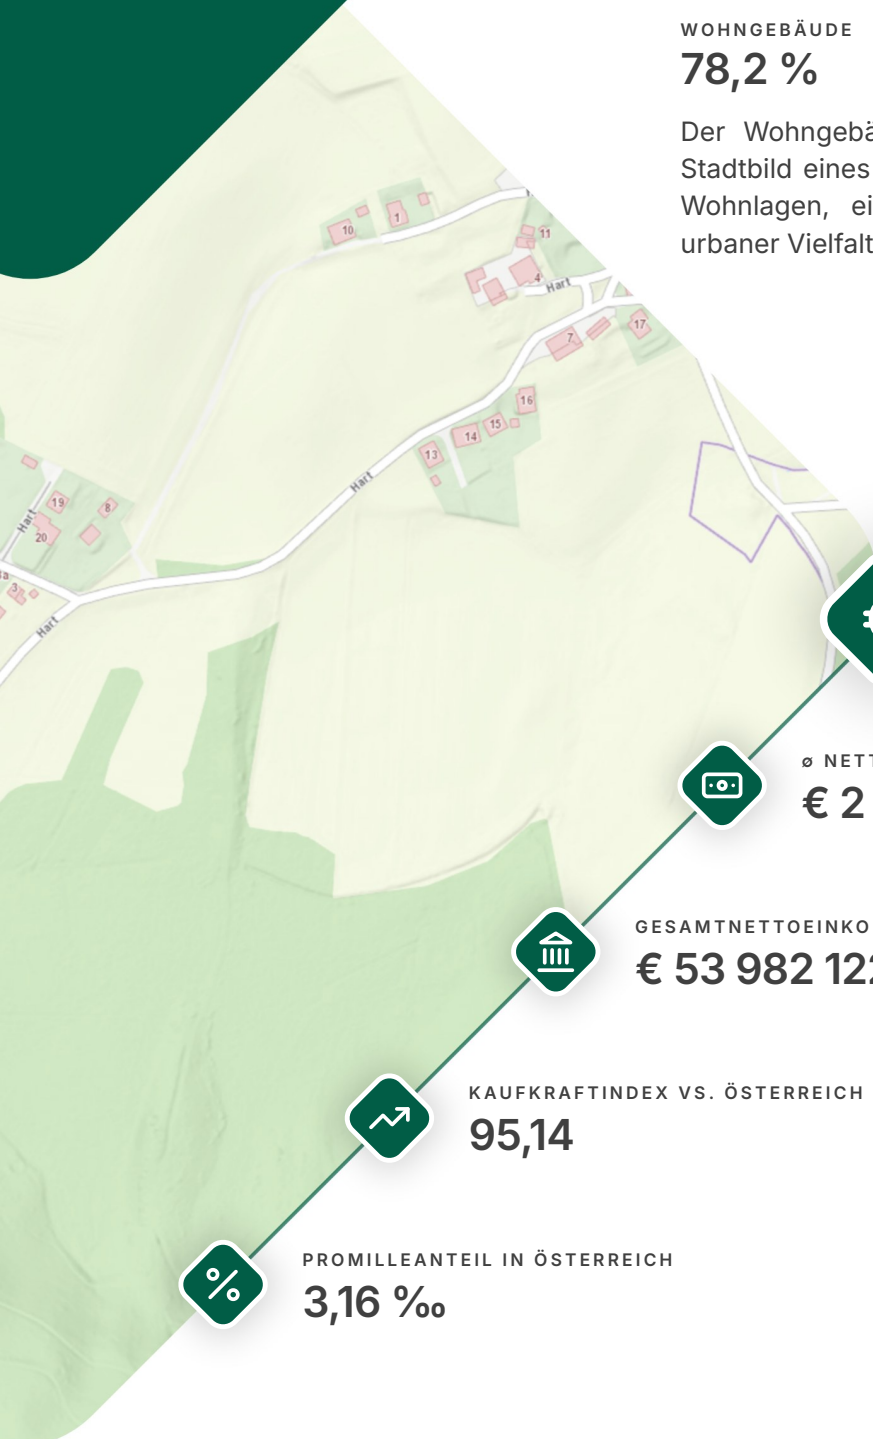 WOHNGEBÄUDE
78,2 %
Der Wohngebä
Stadtbild eines
Wohnlagen, ei
urbaner Vielfalt
10
1
11
4
Hart
17
7
16
15
14
13
Hart
19
8
Hart
20
3
Hart
ø NETT
€ 2
GESAMTNETTOEINKO
€ 53 982 122
KAUFKRAFTINDEX VS. ÖSTERREICH
95,14
PROMILLEANTEIL IN ÖSTERREICH
3,16 ‰